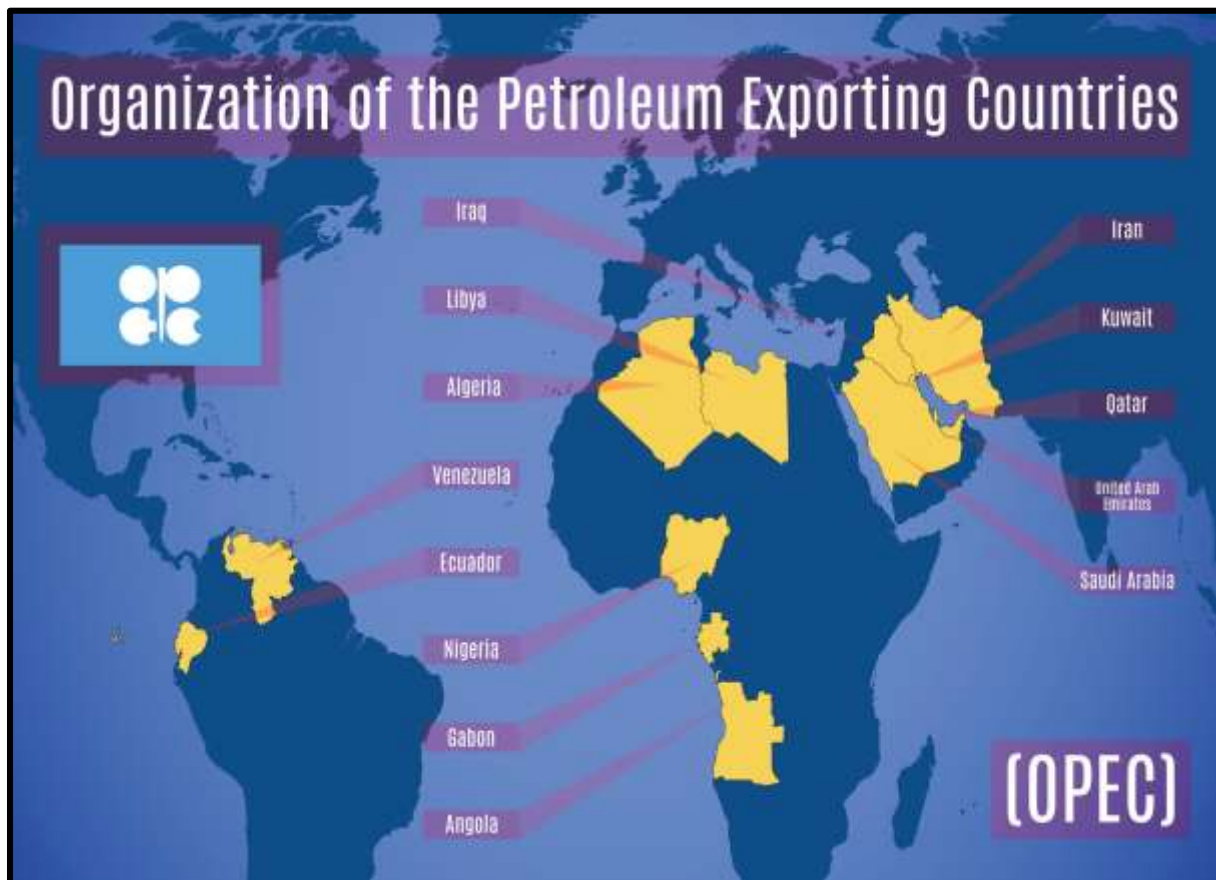 Organization of the Petroleum Exporting Countries
Iraq
Libya
Algeria
Venezuela
Ecuador
Nigeria
Gabon
Angola
Iran
Kuwait
Qatar
United Arab
Emirates
Saudi Arabia
(OPEC)